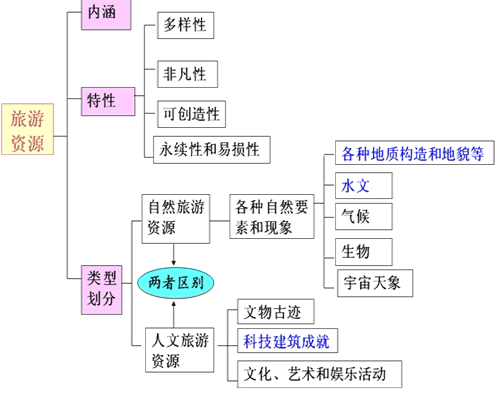 内涵
旅游
资源
特性
多样性
非凡性
可创造性
永续性和易损性
类型
划分
自然旅游
资源
各种自然要
素和现象
各种地质构造和地貌等
水文
气候
生物
宇宙天象
两者区别
人文旅游
资源
文物古迹
科技建筑成就
文化、艺术和娱乐活动